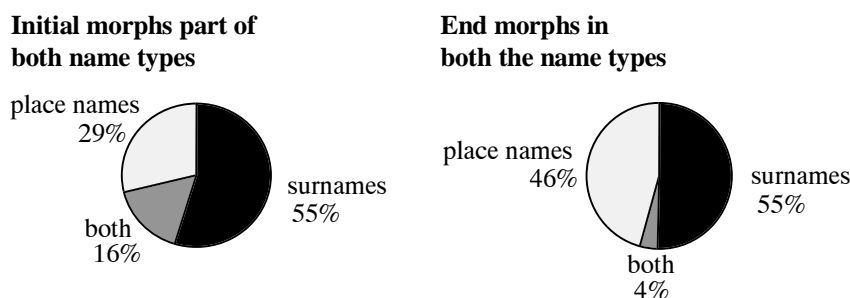 Initial morphs part of
both name types
place names
29%
both
16%
surnames
55%
End morphs in
both the name types
place names
46%
surnames
55%
both
4%